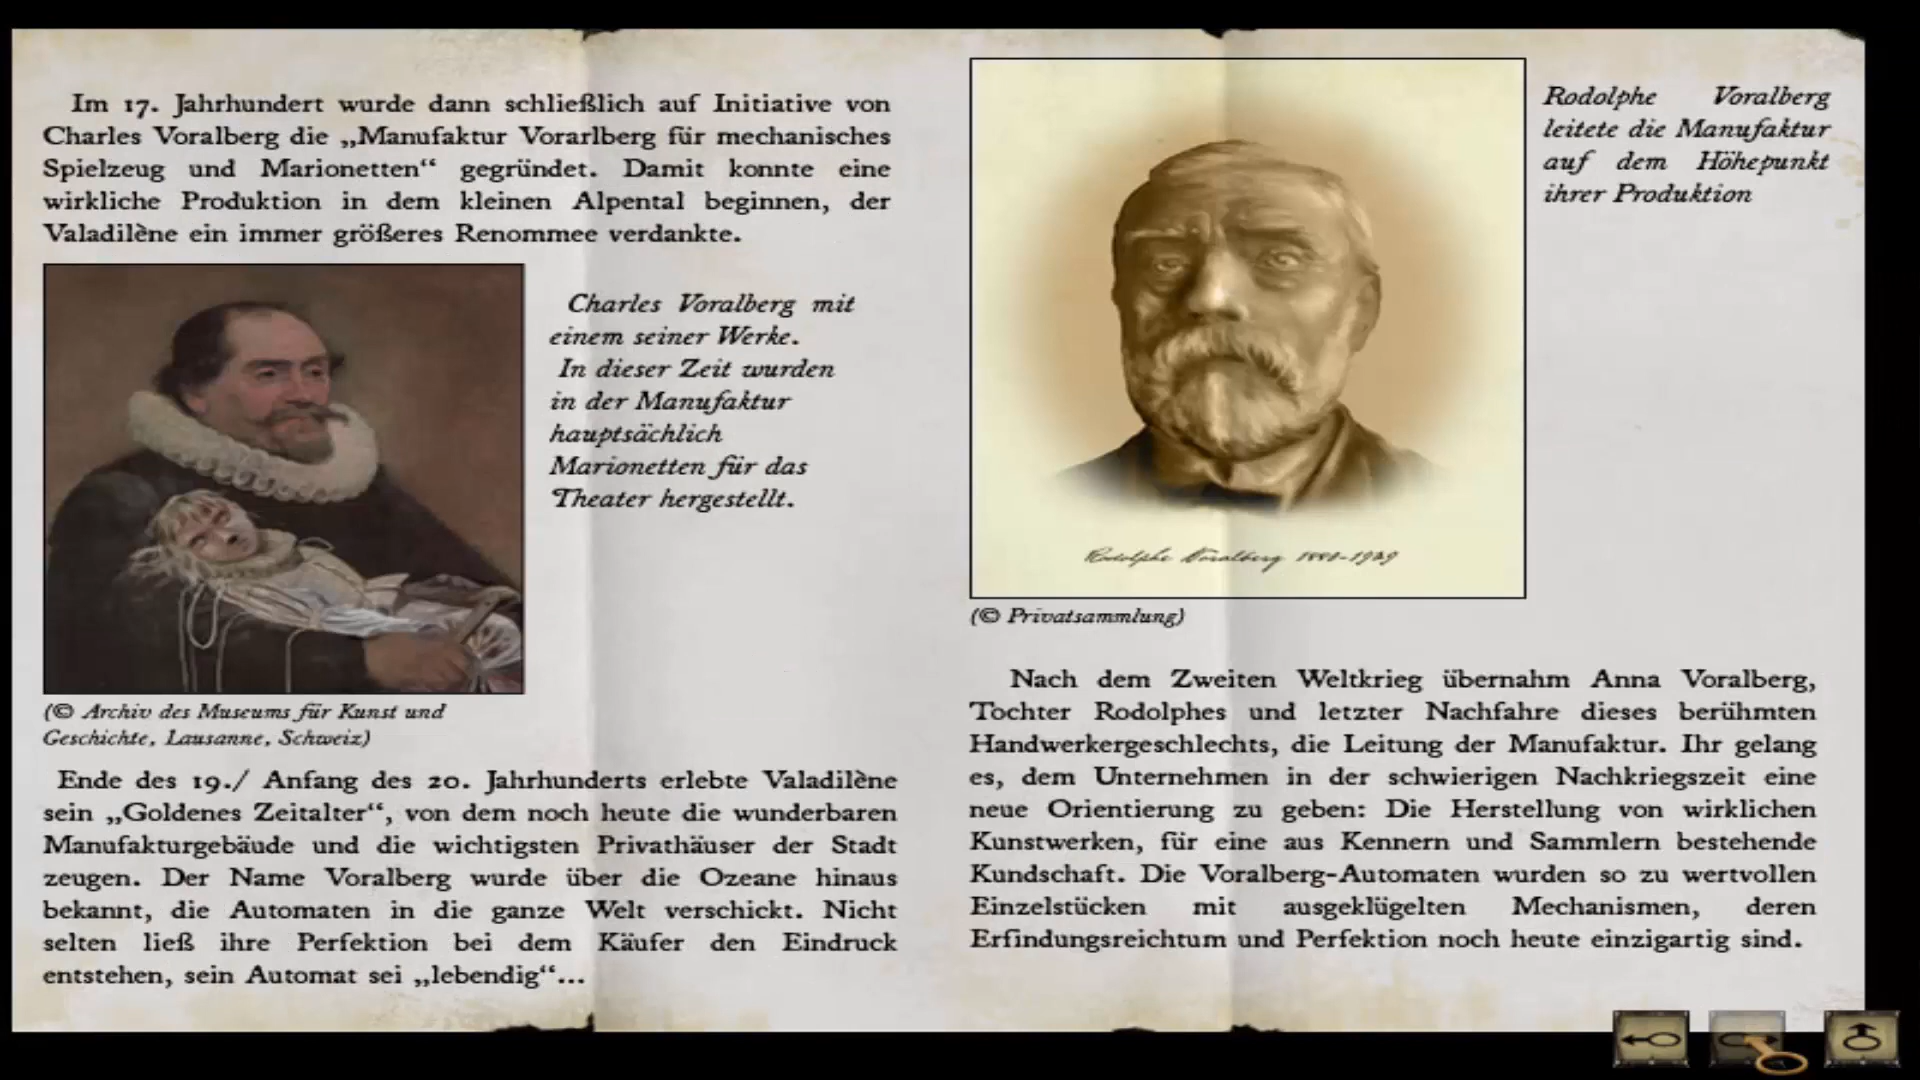 Im 17. Jahrhundert wurde dann schließlich auf Initiative von
Charles Voralberg die „Manufaktur Vorarlberg für mechanisches
Spielzeug und Marionetten“ gegründet. Damit konnte eine
wirkliche Produktion in dem kleinen Alpental beginnen, der
Valadilène ein immer größeres Renommee verdankte.
Charles Voralberg mit
einem seiner Werke.
In dieser Zeit wurden
in der Manufaktur
hauptsächlich
Marionetten für das
Theater hergestellt.
(© Archiv des Museums für Kunst und
Geschichte, Lausanne, Schweiz)
Ende des 19./ Anfang des 20. Jahrhunderts erlebte Valadilène
sein „Goldenes Zeitalter“, von dem noch heute die wunderbaren
Manufakturgebäude und die wichtigsten Privathäuser der Stadt
zeugen. Der Name Voralberg wurde über die Ozeane hinaus
bekannt, die Automaten in die ganze Welt verschickt. Nicht
selten ließ ihre Perfektion bei dem Käufer den Eindruck
entstehen, sein Automat sei „lebendig“...
Rodolphe Voralberg
leitete die Manufaktur
auf dem Höhepunkt
ihrer Produktion
Rodolphe Voralberg
(© Privatsammlung)
Nach dem Zweiten Weltkrieg übernahm Anna Voralberg,
Tochter Rodolphes und letzter Nachfahre dieses berühmten
Handwerkergeschlechts, die Leitung der Manufaktur. Ihr gelang
es, dem Unternehmen in der schwierigen Nachkriegszeit eine
neue Orientierung zu geben: Die Herstellung von wirklichen
Kunstwerken, für eine aus Kennern und Sammlern bestehende
Kundschaft. Die Voralberg-Automaten wurden so zu wertvollen
Einzelstücken mit ausgeklügelten Mechanismen, deren
Erfindungsreichtum und Perfektion noch heute einzigartig sind.